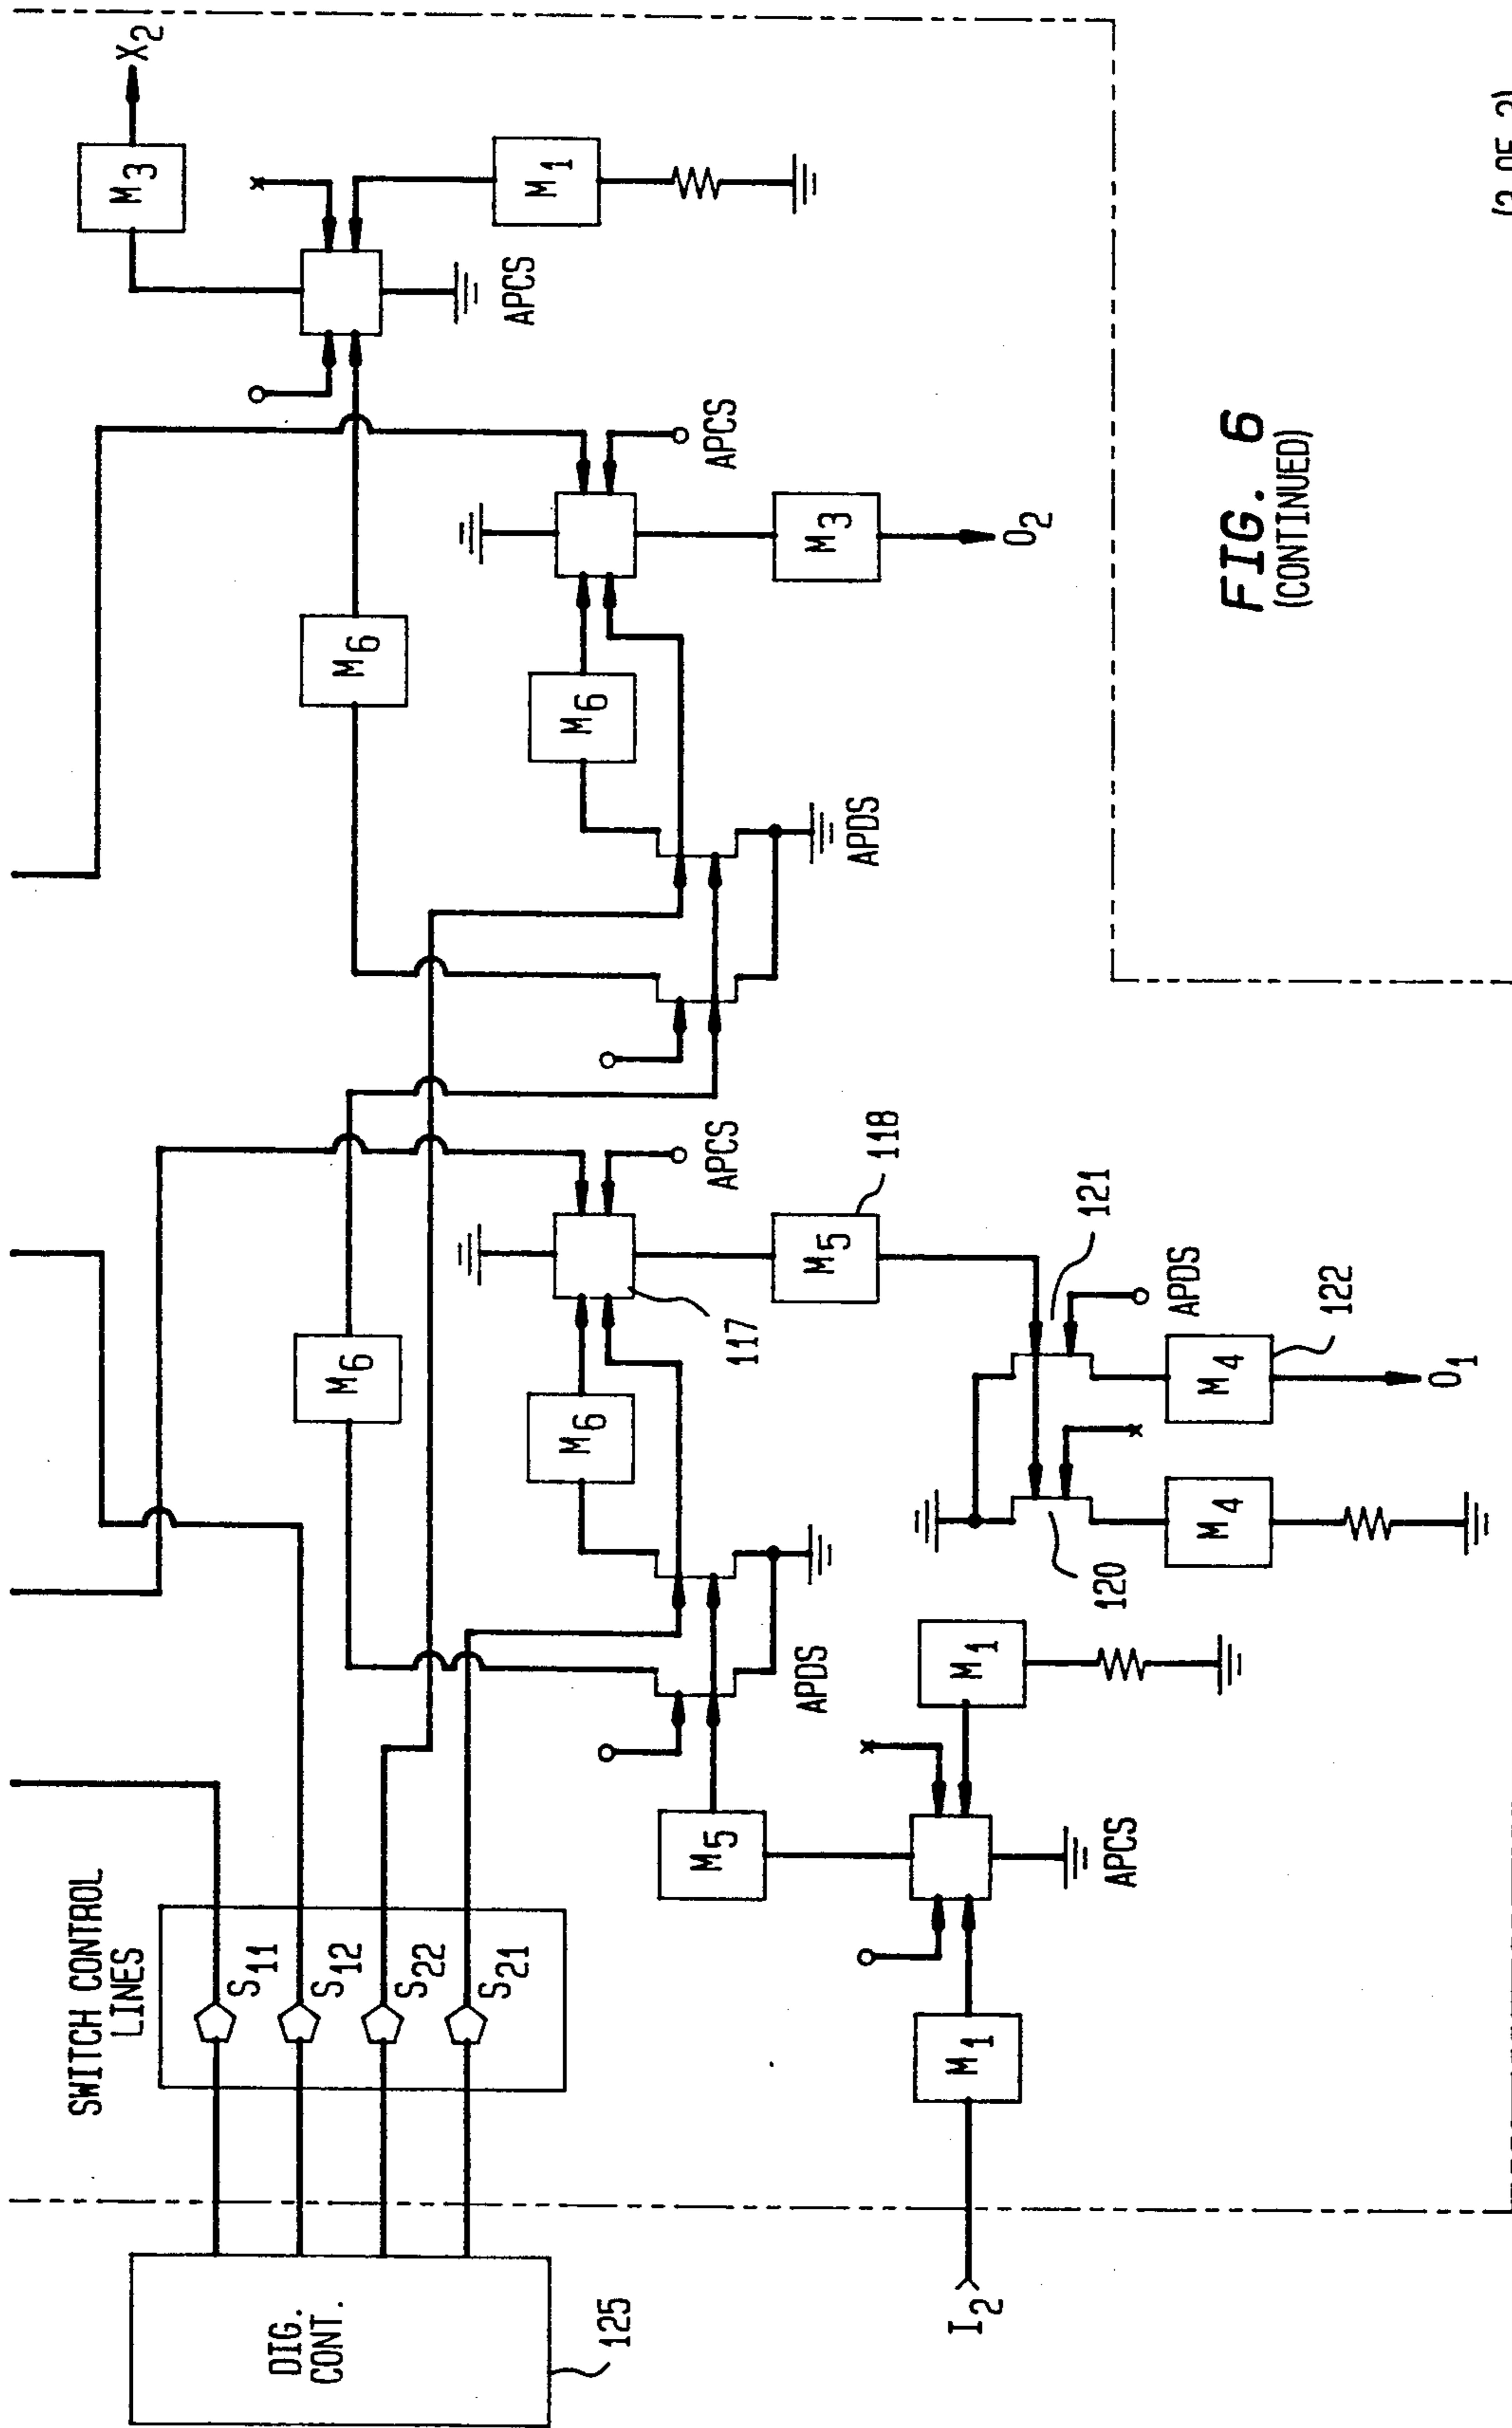 SWITCH CONTROL
LINES
DIG.
CONT.
125
S11
S12
S22
S21
I2
M1
APCS
M1
M5
APDS
M6
M6
117
APCS
M5
118
120
121
APDS
M4
M4
122
O1
APDS
M6
M6
APCS
M3
O2
APCS
M1
M3
X2
FIG. 6
(CONTINUED)